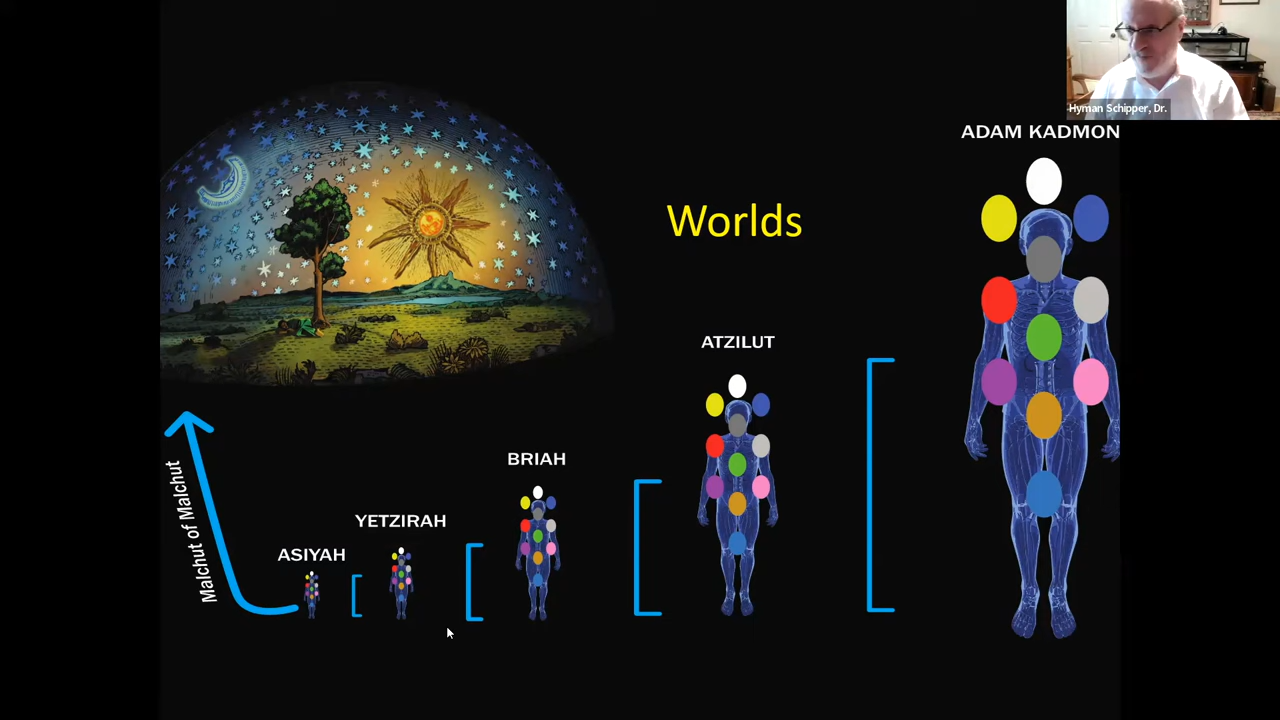 Hyman Schipper, Dr.
ADAM KADMON
Worlds
ATZILUT
BRIAH
YETZIRAH
ASIYAH
Malchut of Malchut